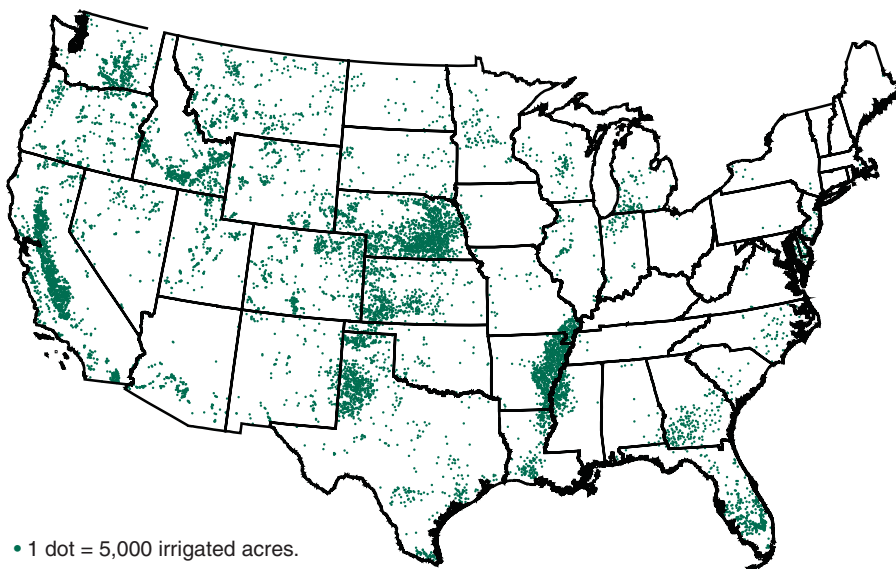 • 1 dot = 5,000 irrigated acres.